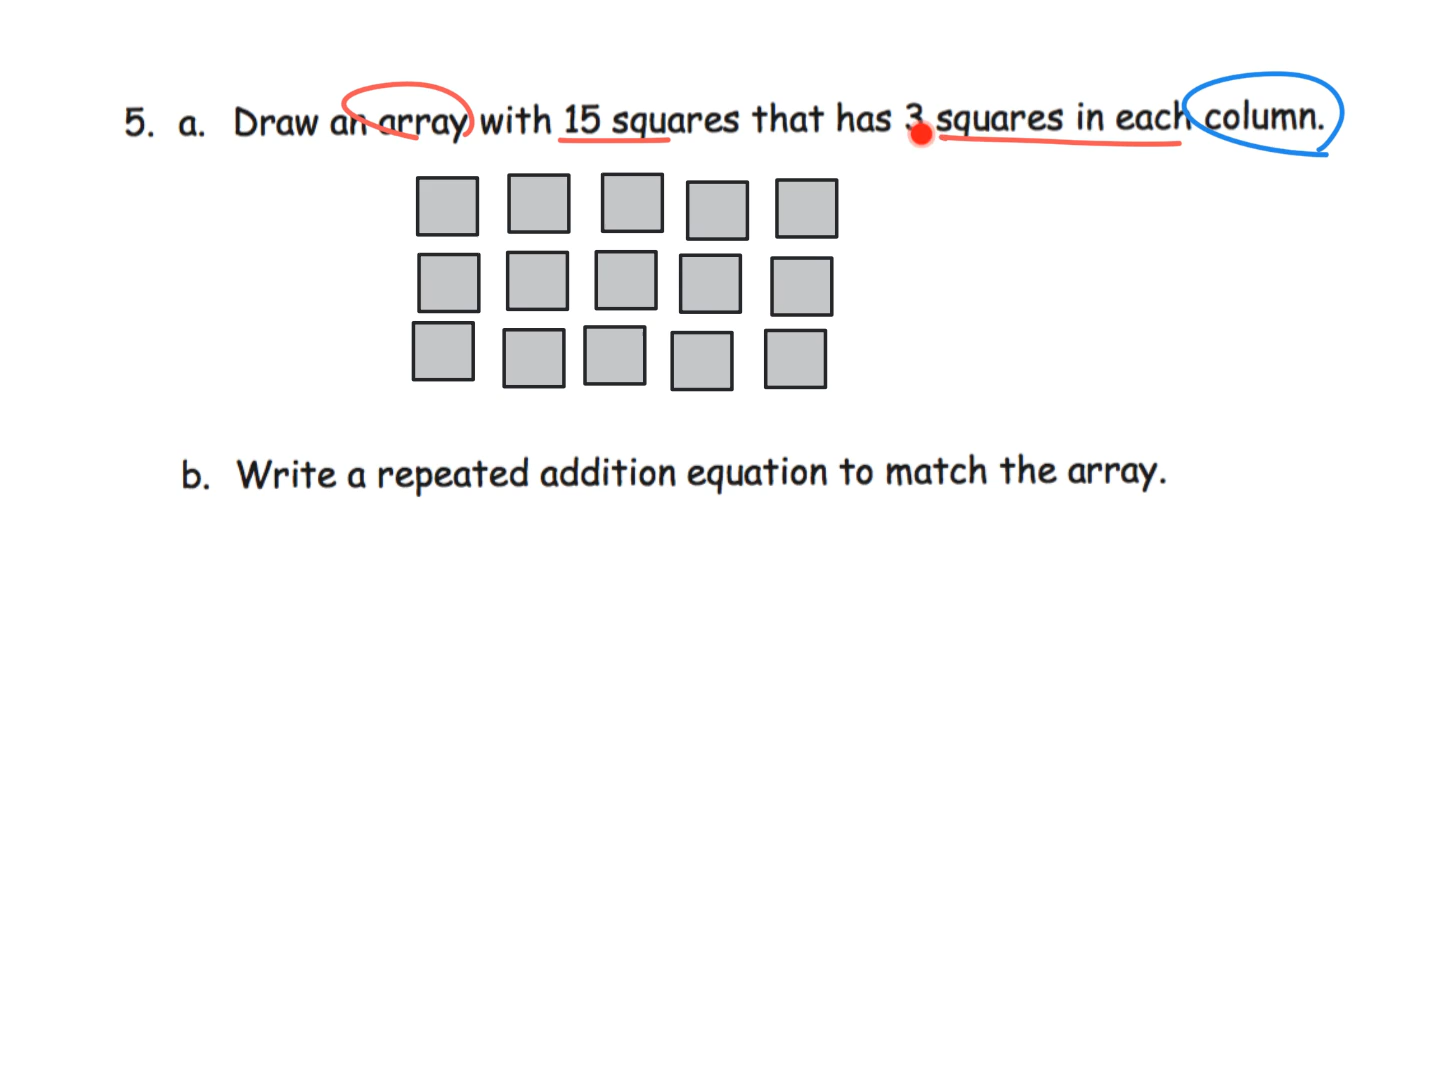 5. a. Draw an array with 15 squares that has 3 squares in each column.
b. Write a repeated addition equation to match the array.